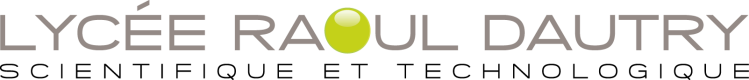 LYCÉE RAOUL DAUTRY
SCIENTIFIQUE ET TECHNOLOGIQUE